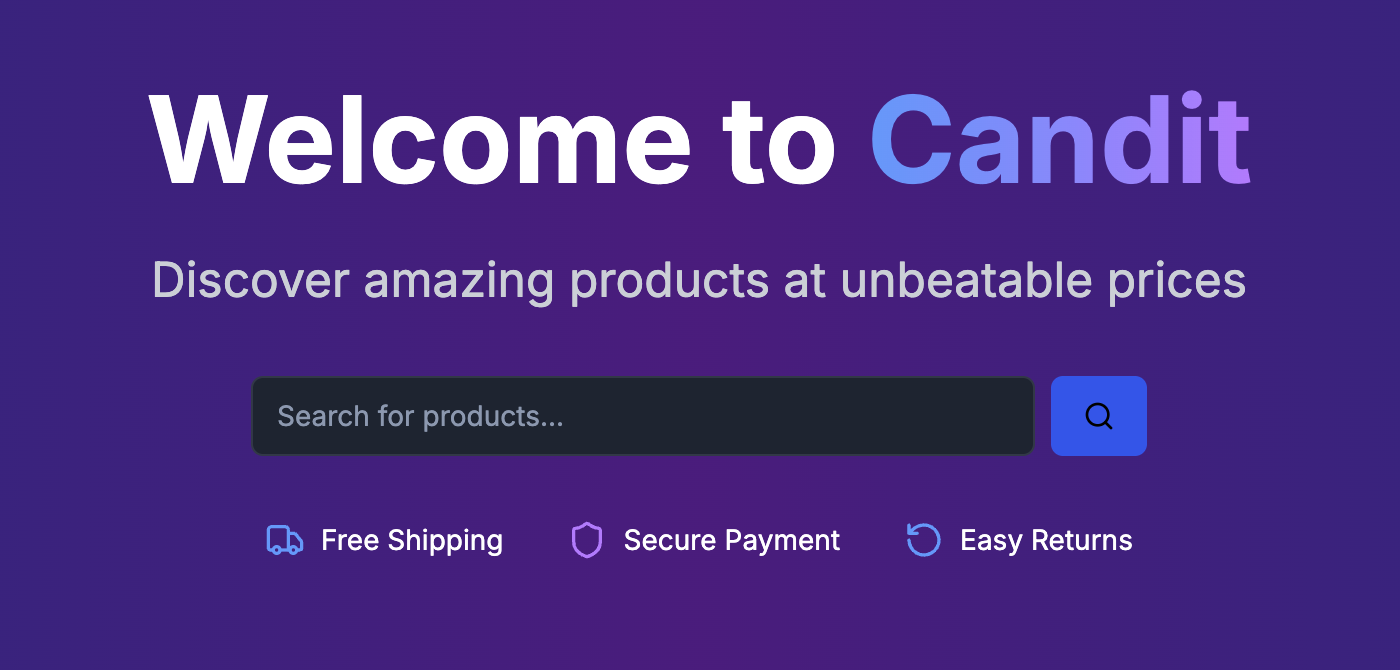 Welcome to Candit
Discover amazing products at unbeatable prices
Search for products...
Free Shipping
Secure Payment
Easy Returns